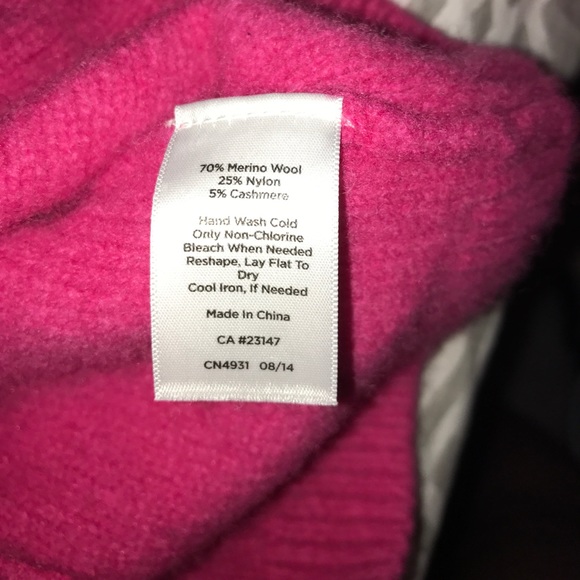 70% Merino Wool
25% Nylon
5% Cashmere
Hand Wash Cold
Only Non-Chlorine
Bleach When Needed
Reshape, Lay Flat To
Dry
Cool Iron, If Needed
Made In China
CA #23147
CN4931 08/14